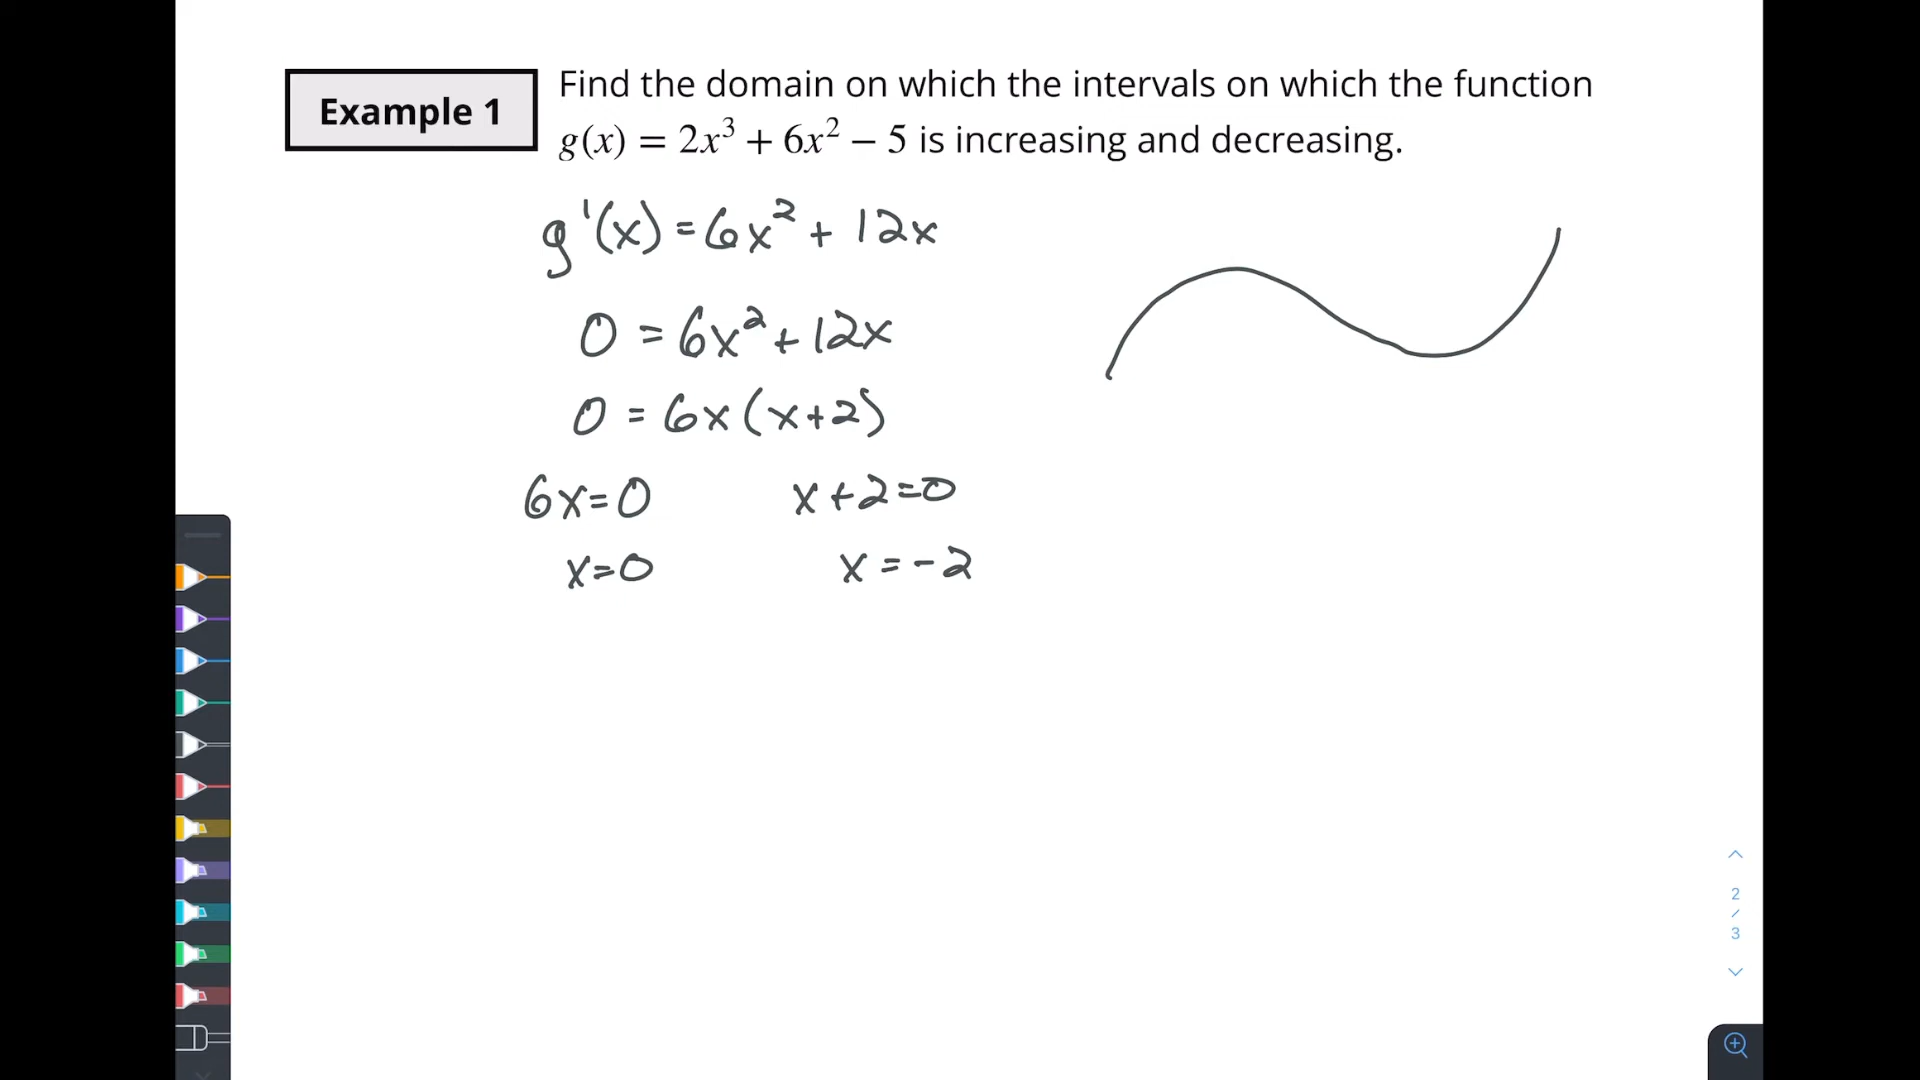 Example 1
Find the domain on which the intervals on which the function
g(x) = 2x³ + 6x² − 5 is increasing and decreasing.
g'(x) = 6x² + 12x
0 = 6x² + 12x
0 = 6x(x+2)
6x=0 x+2=0
x=0 x=-2
2
/
3